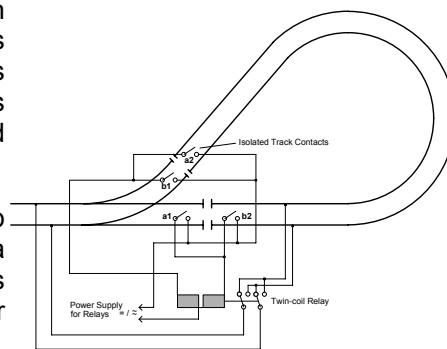 n
s
s
s
d
a2
Isolated Track Contacts
b1
a1
b2
a
s
r
Power Supply
for Relays = / ≈
Twin-coil Relay